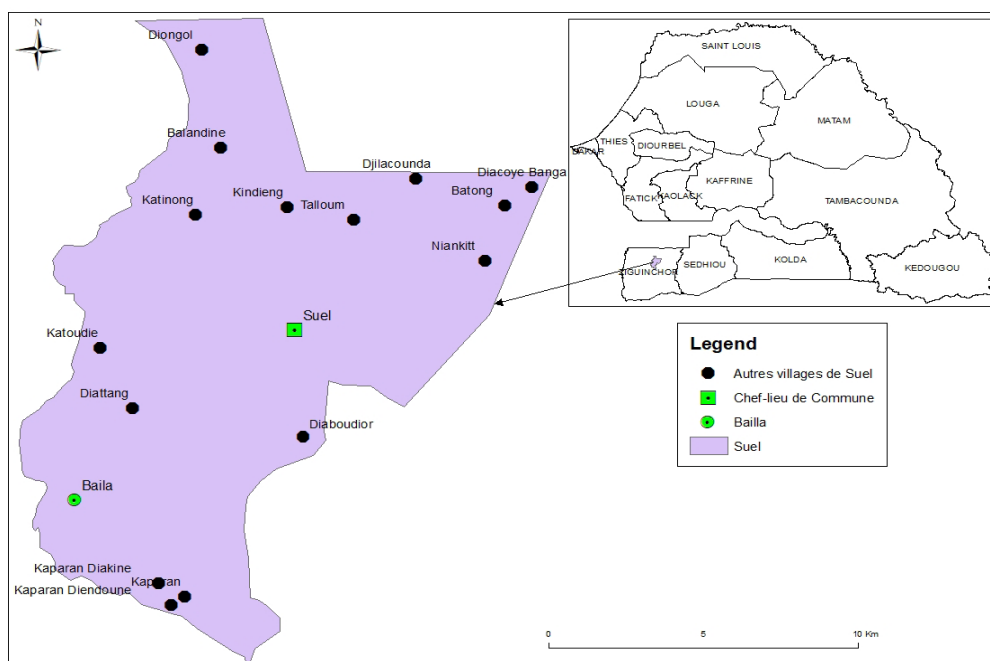 N
Diongol
Balandine
Djilacounda
Diacoye Banga
Kindieng
Batong
Katinong
Talloum
Niankitt
Suel
Katoudie
Diattang
Diaboudior
Baila
Kaparan Diakine
Kaparan
Kaparan Diendoune
SAINT LOUIS
LOUGA
MATAM
THIES
DIOURBEL
DAKAR
KAFFRINE
FATICK
KAOLACK
TAMBACOUNDA
ZIGUINCHOR
SEDHIOU
KOLDA
KEDOUGOU
Legend
Autres villages de Suel
Chef-lieu de Commune
Bailla
Suel
0 5 10 Km